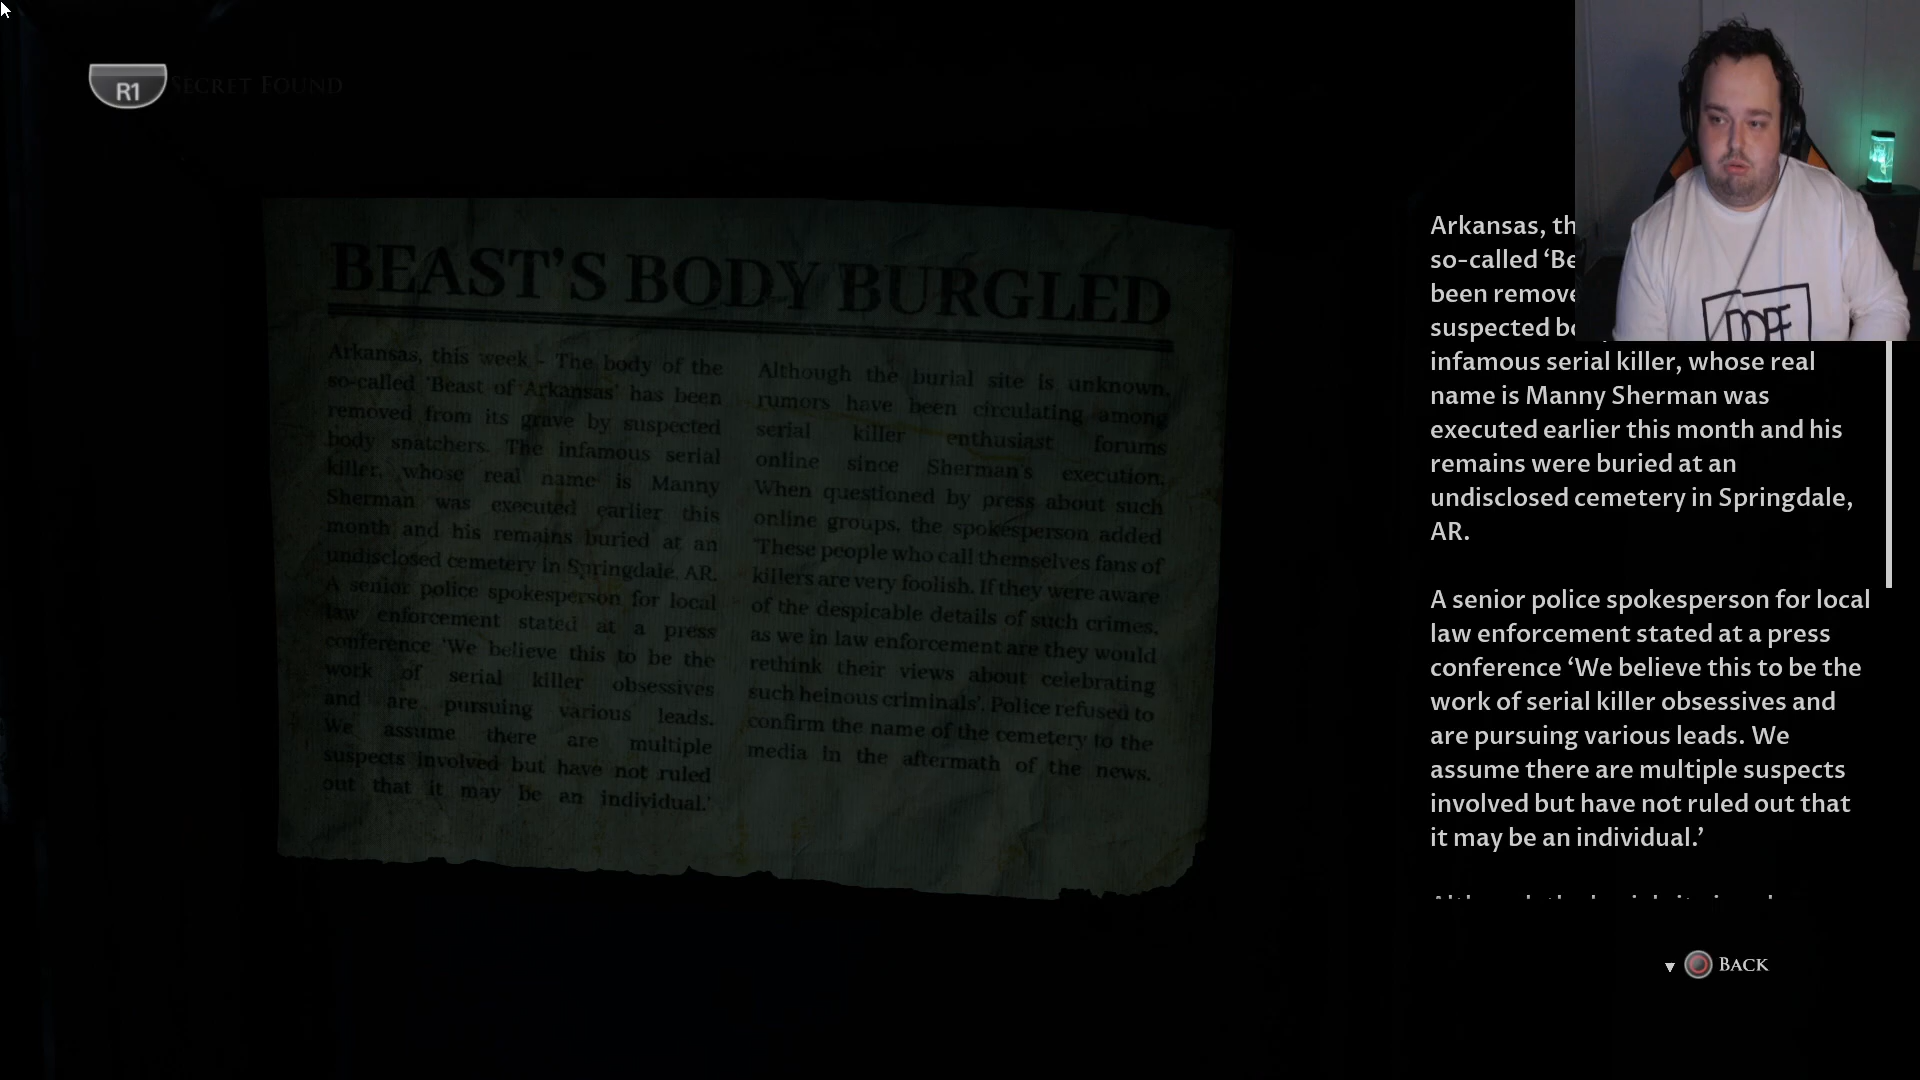 R1 SECRET FOUND
BEAST'S BODY BURGLED
Arkansas, this week - The body of the
so-called 'Beast of Arkansas' has been
removed from its grave by suspected
body snatchers. The infamous serial
killer, whose real name is Manny
Sherman was executed earlier this
month and his remains buried at an
undisclosed cemetery in Springdale, AR.
A senior police spokesperson for local
law enforcement stated at a press
conference 'We believe this to be the
work of serial killer obsessives
and are pursuing various leads.
We assume there are multiple
suspects involved but have not ruled
out that it may be an individual.'
Although the burial site is unknown,
rumors have been circulating among
serial killer enthusiast forums
online since Sherman's execution.
When questioned by press about such
online groups, the spokesperson added
'These people who call themselves fans of
killers are very foolish. If they were aware
of the despicable details of such crimes,
as we in law enforcement are they would
rethink their views about celebrating
such heinous criminals'. Police refused to
confirm the name of the cemetery to the
media in the aftermath of the news.
Arkansas, th
so-called ‘Be
been remove
suspected bo
infamous serial killer, whose real
name is Manny Sherman was
executed earlier this month and his
remains were buried at an
undisclosed cemetery in Springdale,
AR.
A senior police spokesperson for local
law enforcement stated at a press
conference ‘We believe this to be the
work of serial killer obsessives and
are pursuing various leads. We
assume there are multiple suspects
involved but have not ruled out that
it may be an individual.’
BACK
DOPE